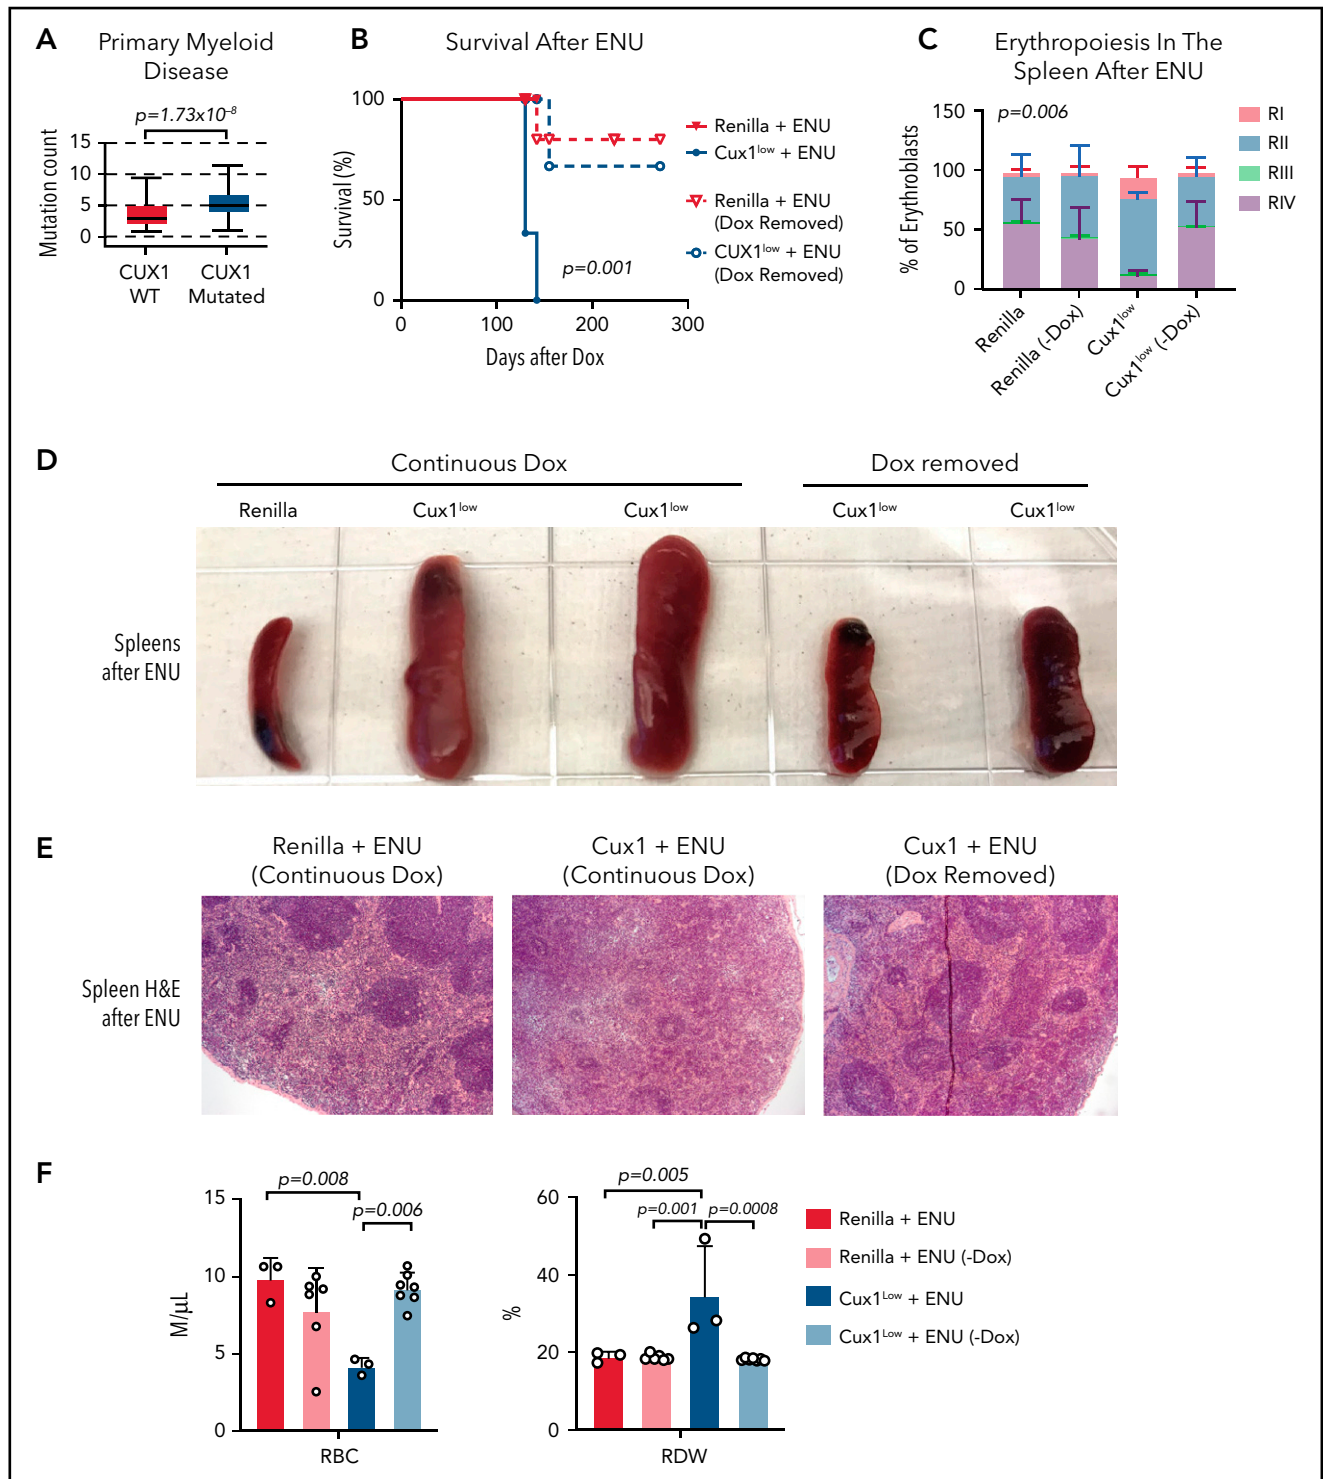 A
Primary Myeloid
Disease
p=1.73x10⁻⁸
Mutation count
15
10
5
0
CUX1
WT
CUX1
Mutated
B
Survival After ENU
Survival (%)
100
50
0
0
100
200
300
Days after Dox
p=0.001
Renilla + ENU
Cux1ˡᵒʷ + ENU
Renilla + ENU
(Dox Removed)
CUX1ˡᵒʷ + ENU
(Dox Removed)
C
Erythropoiesis In The
Spleen After ENU
p=0.006
% of Erythroblasts
150
100
50
0
Renilla
Renilla (-Dox)
Cux1ˡᵒʷ
Cux1ˡᵒʷ (-Dox)
RI
RII
RIII
RIV
D
Continuous Dox
Dox removed
Renilla
Cux1ˡᵒʷ
Cux1ˡᵒʷ
Cux1ˡᵒʷ
Cux1ˡᵒʷ
Spleens
after ENU
E
Renilla + ENU
(Continuous Dox)
Cux1 + ENU
(Continuous Dox)
Cux1 + ENU
(Dox Removed)
Spleen H&E
after ENU
F
p=0.008
p=0.006
M/μL
15
10
5
0
RBC
p=0.005
p=0.001
p=0.0008
%
60
40
20
0
RDW
Renilla + ENU
Renilla + ENU (-Dox)
Cux1ᴸᵒʷ + ENU
Cux1ᴸᵒʷ + ENU (-Dox)